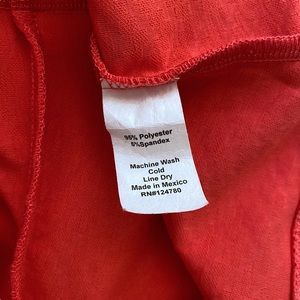 95% Polyester
5%Spandex
Machine Wash
Cold
Line Dry
Made in Mexico
RN#124780